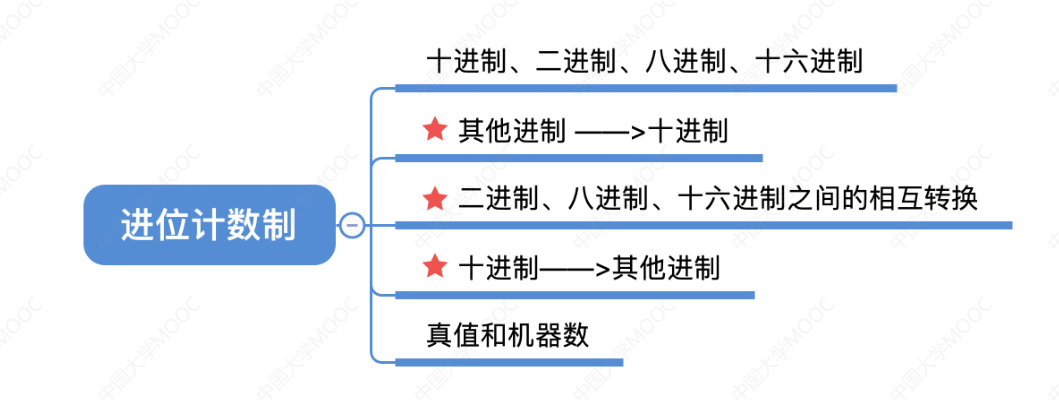 十进制、二进制、八进制、十六进制
其他进制 ——>十进制
二进制、八进制、十六进制之间的相互转换
进位计数制
十进制——>其他进制
真值和机器数
中国大学MOOC